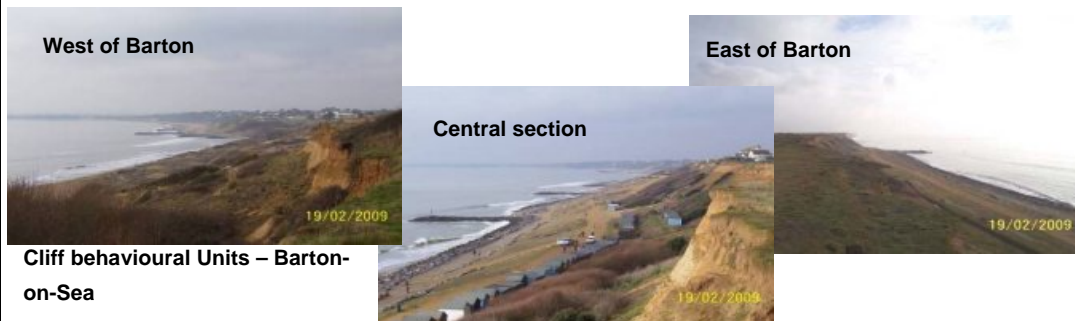 West of Barton
19/02/2009
Central section
19/02/2009
East of Barton
19/02/2009
Cliff behavioural Units – Barton-
on-Sea